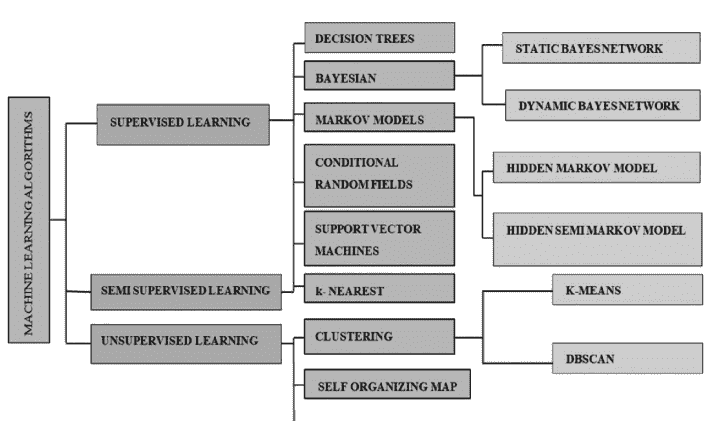 MACHINE LEARNING ALGORITHMS
SUPERVISED LEARNING
SEMI SUPERVISED LEARNING
UNSUPERVISED LEARNING
DECISION TREES
BAYESIAN
MARKOV MODELS
CONDITIONAL
RANDOM FIELDS
SUPPORT VECTOR
MACHINES
k- NEAREST
CLUSTERING
SELF ORGANIZING MAP
STATIC BAYES NETWORK
DYNAMIC BAYES NETWORK
HIDDEN MARKOV MODEL
HIDDEN SEMI MARKOV MODEL
K-MEANS
DBSCAN